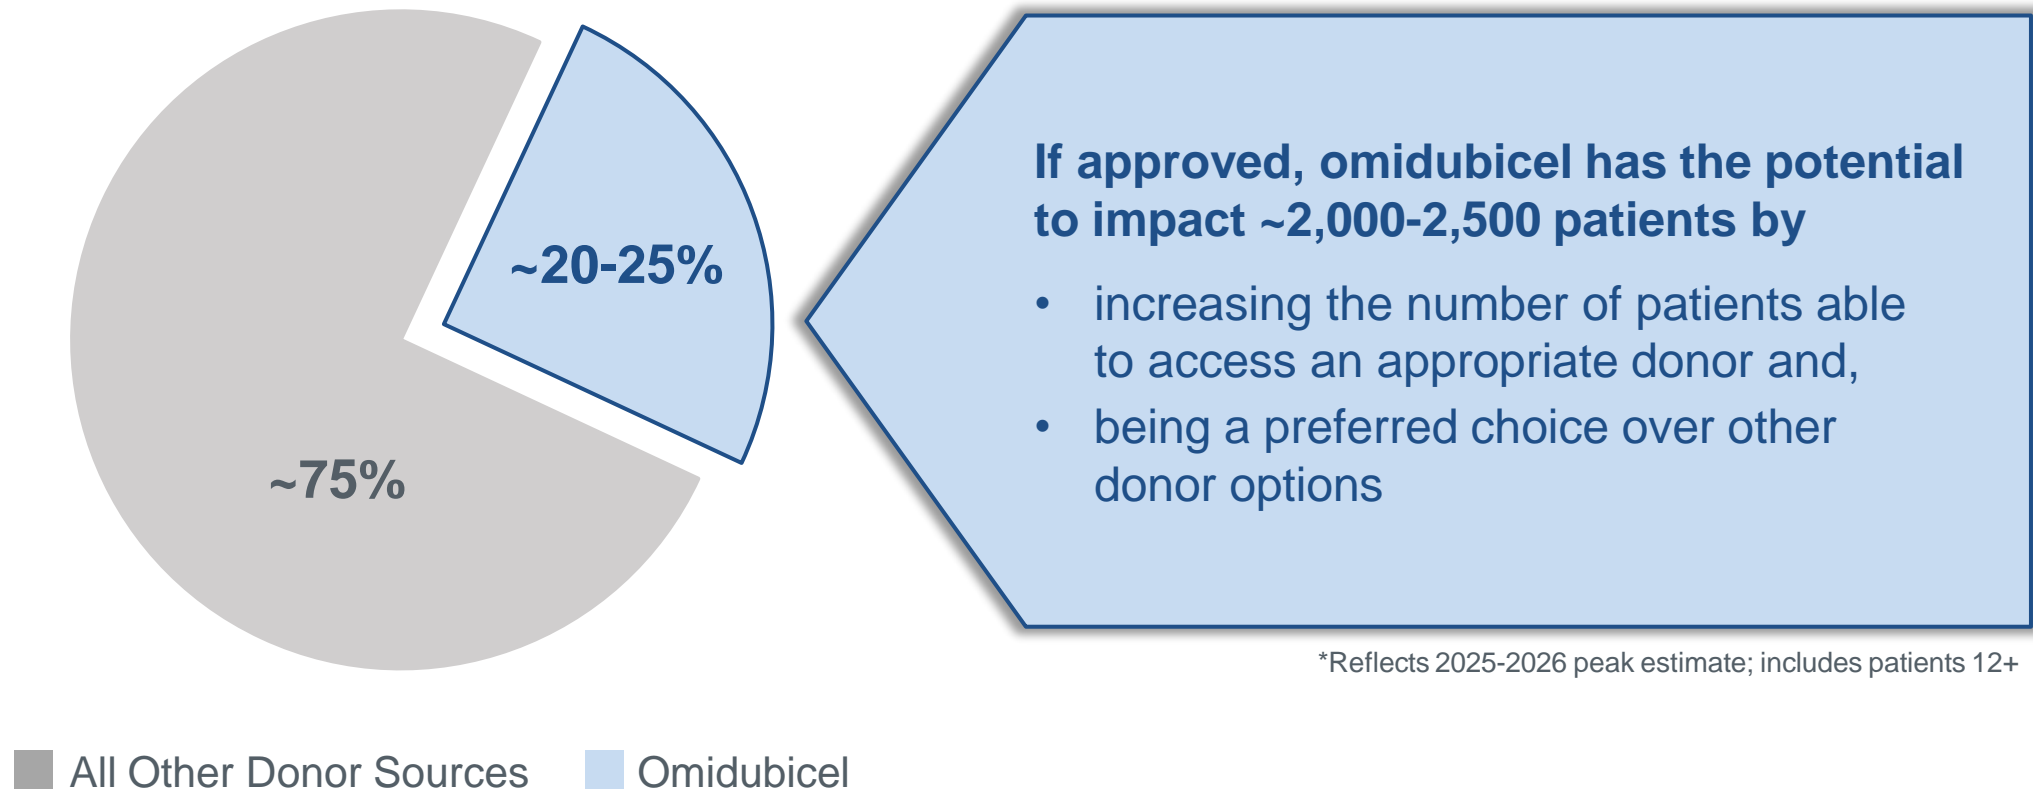 ~20-25%
~75%
If approved, omidubicel has the potential
to impact ~2,000-2,500 patients by
• increasing the number of patients able
to access an appropriate donor and,
• being a preferred choice over other
donor options
*Reflects 2025-2026 peak estimate; includes patients 12+
All Other Donor Sources
Omidubicel